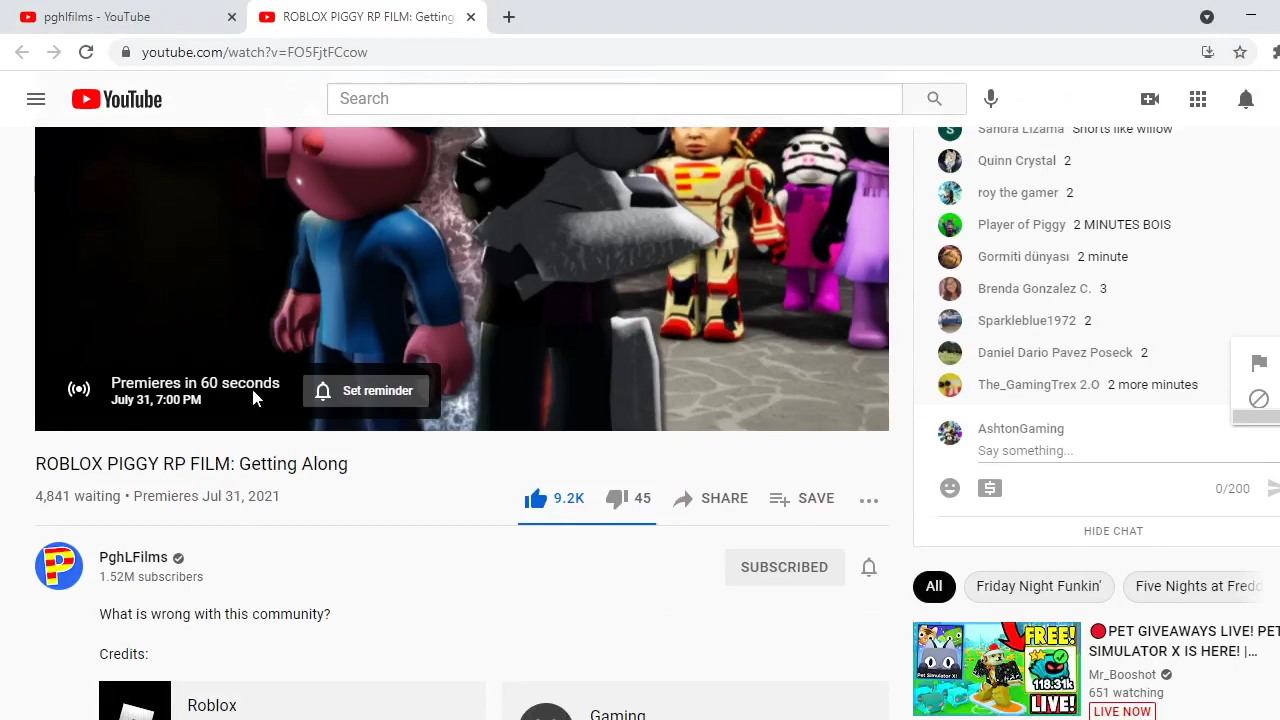 pghlfilms - YouTube
ROBLOX PIGGY RP FILM: Getting
youtube.com/watch?v=FO5FjtFCcow
YouTube
Search
Sandra Lizama Shorts like willow
Quinn Crystal 2
roy the gamer 2
Player of Piggy 2 MINUTES BOIS
Gormiti dünyası 2 minute
Brenda Gonzalez C. 3
Sparkleblue1972 2
Daniel Dario Pavez Poseck 2
The_GamingTrex 2.0 2 more minutes
AshtonGaming
Say something...
0/200
HIDE CHAT
Premieres in 60 seconds
July 31, 7:00 PM
Set reminder
ROBLOX PIGGY RP FILM: Getting Along
4,841 waiting • Premieres Jul 31, 2021
9.2K 45 SHARE SAVE
PghLFilms
1.52M subscribers
SUBSCRIBED
What is wrong with this community?
Credits:
Roblox
Gaming
All Friday Night Funkin' Five Nights at Fredd
PET GIVEAWAYS LIVE! PET
SIMULATOR X IS HERE! |...
Mr_Booshot
651 watching
LIVE NOW
FREE!
Pet Simulator X!
118.31k
LIVE!